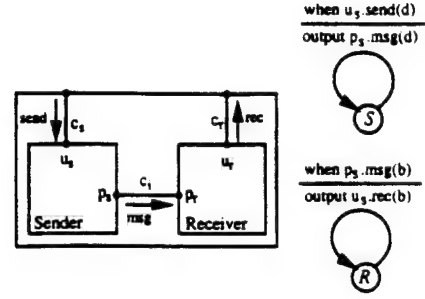 when u_s.send(d)
output p_s.msg(d)
S
send
c_s
c_r
rec
u_s
u_r
p_s
c_1
p_r
msg
Sender
Receiver
when p_s.msg(b)
output u_s.rec(b)
R